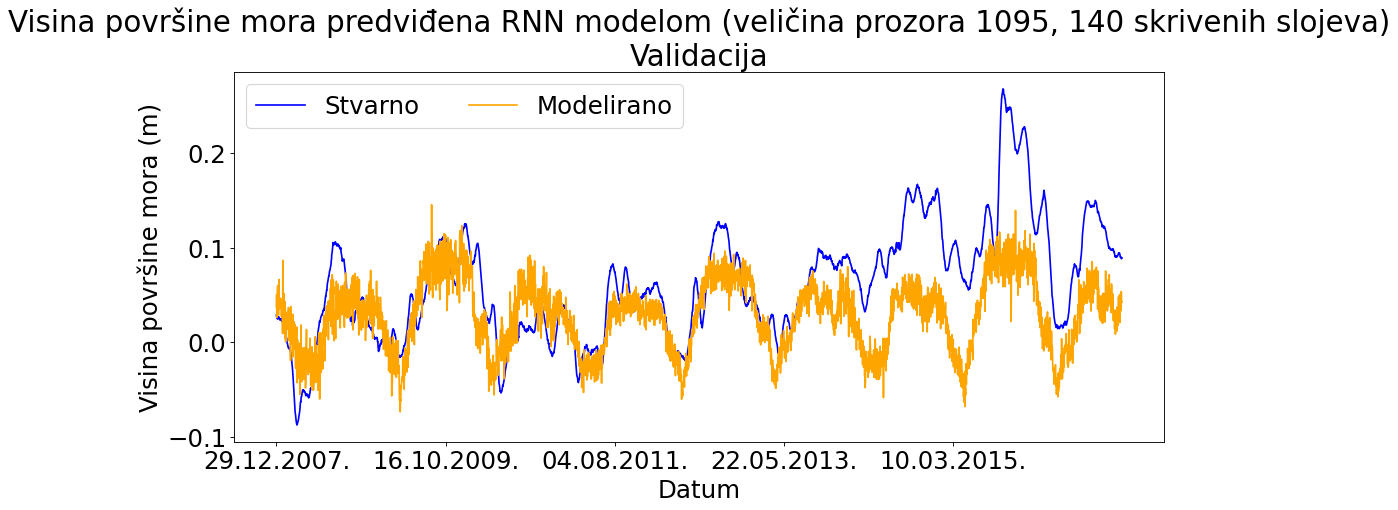 Visina površine mora predviđena RNN modelom (veličina prozora 1095, 140 skrivenih slojeva)
Validacija
Stvarno
Modelirano
Visina površine mora (m)
0.2
0.1
0.0
−0.1
29.12.2007.
16.10.2009.
04.08.2011.
22.05.2013.
10.03.2015.
Datum